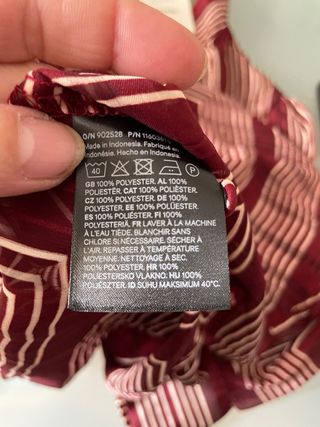 O/N 902528 P/N 116036
Made in Indonesia. Fabriqué en
Indonésie. Hecho en Indonesia.
40
GB 100% POLYESTER. AL 100%
POLIESTËR. CAT 100% POLIÈSTER.
CZ 100% POLYESTER. DE 100%
POLYESTER. EE 100% POLÜESTER.
ES 100% POLIÉSTER. FI 100%
POLYESTERIÄ. FR LAVER À LA MACHINE
À L'EAU TIÈDE. BLANCHIR SANS
CHLORE SI NÉCESSAIRE. SÉCHER À
L'AIR. REPASSER À TEMPÉRATURE
MOYENNE. NETTOYAGE À SEC.
100% POLYESTER. HR 100%
POLIESTERSKO VLAKNO. HU 100%
POLIÉSZTER. ID SUHU MAKSIMUM 40°C.